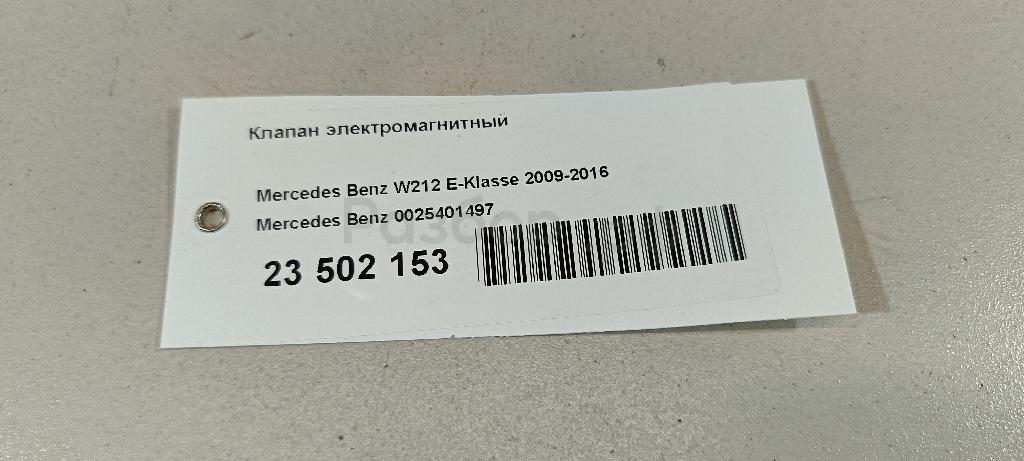 Клапан электромагнитный
Mercedes Benz W212 E-Klasse 2009-2016
Mercedes Benz 0025401497
23 502 153